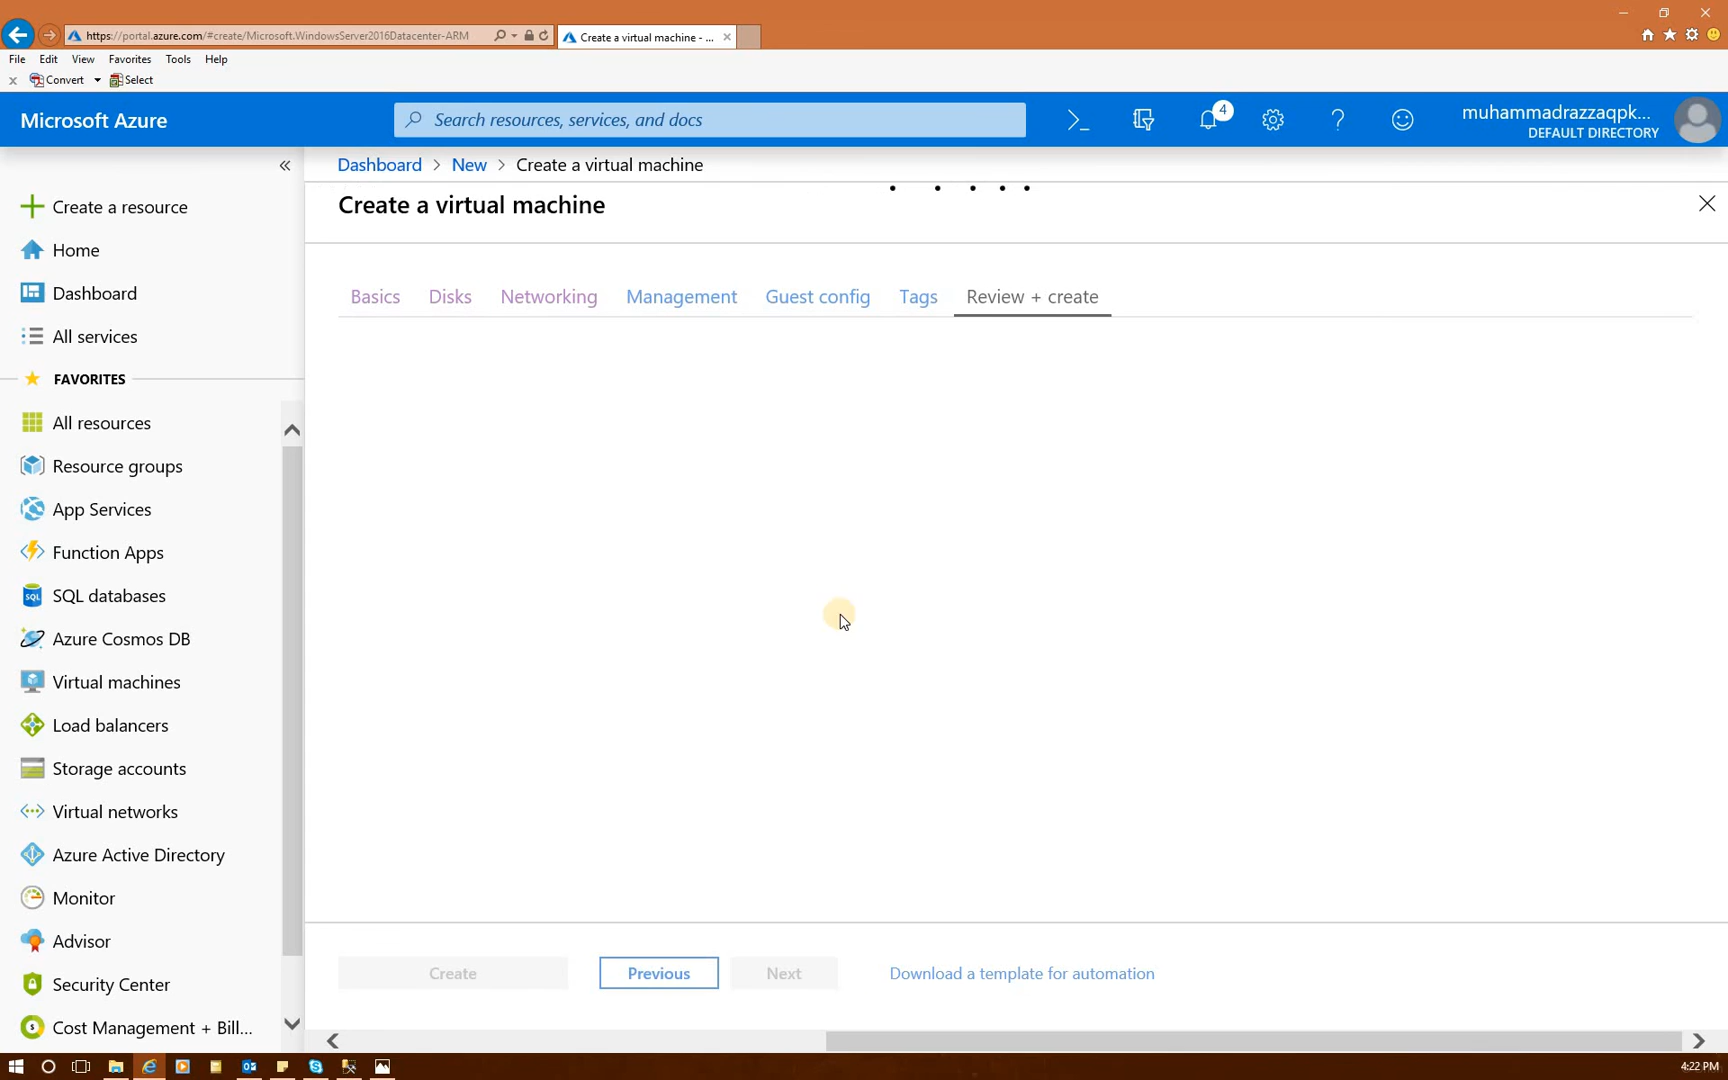 https://portal.azure.com/#create/Microsoft.WindowsServer2016Datacenter-ARM
Create a virtual machine - ...
File Edit View Favorites Tools Help
Convert Select
Microsoft Azure
Search resources, services, and docs
4
muhammadrazzaqpk...
DEFAULT DIRECTORY
Dashboard > New > Create a virtual machine
Create a virtual machine
Create a resource
Home
Dashboard
All services
FAVORITES
All resources
Resource groups
App Services
Function Apps
SQL databases
Azure Cosmos DB
Virtual machines
Load balancers
Storage accounts
Virtual networks
Azure Active Directory
Monitor
Advisor
Security Center
Cost Management + Bill...
Basics Disks Networking Management Guest config Tags Review + create
Create Previous Next Download a template for automation
4:22 PM